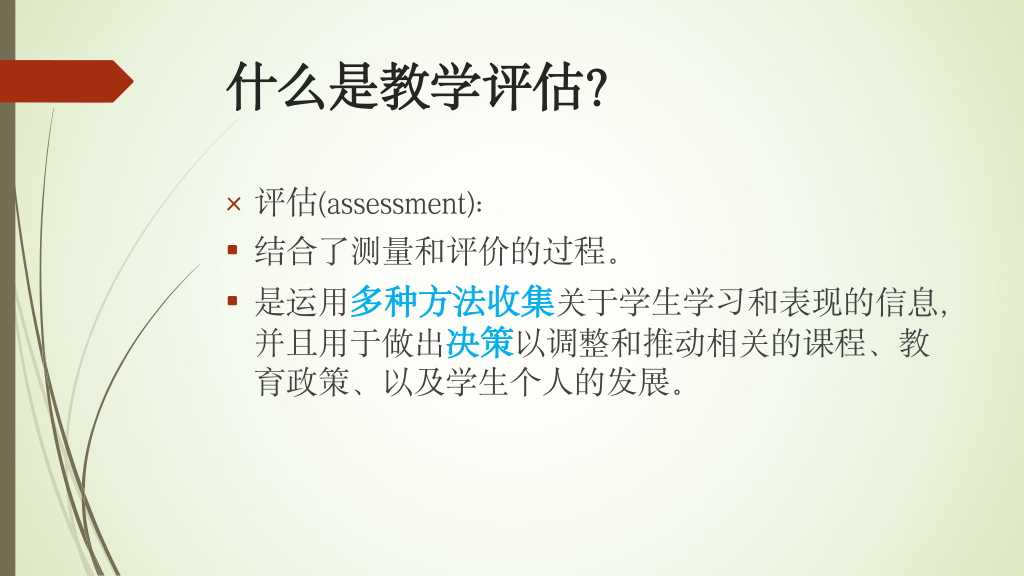 什么是教学评估?
× 评估(assessment):
▪ 结合了测量和评价的过程。
▪ 是运用多种方法收集关于学生学习和表现的信息,
并且用于做出决策以调整和推动相关的课程、教
育政策、以及学生个人的发展。